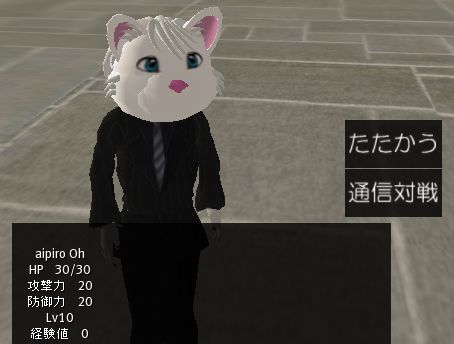 たたかう
通信対戦
aipiro Oh
HP 30/30
攻撃力 20
防御力 20
Lv10
経験値 0